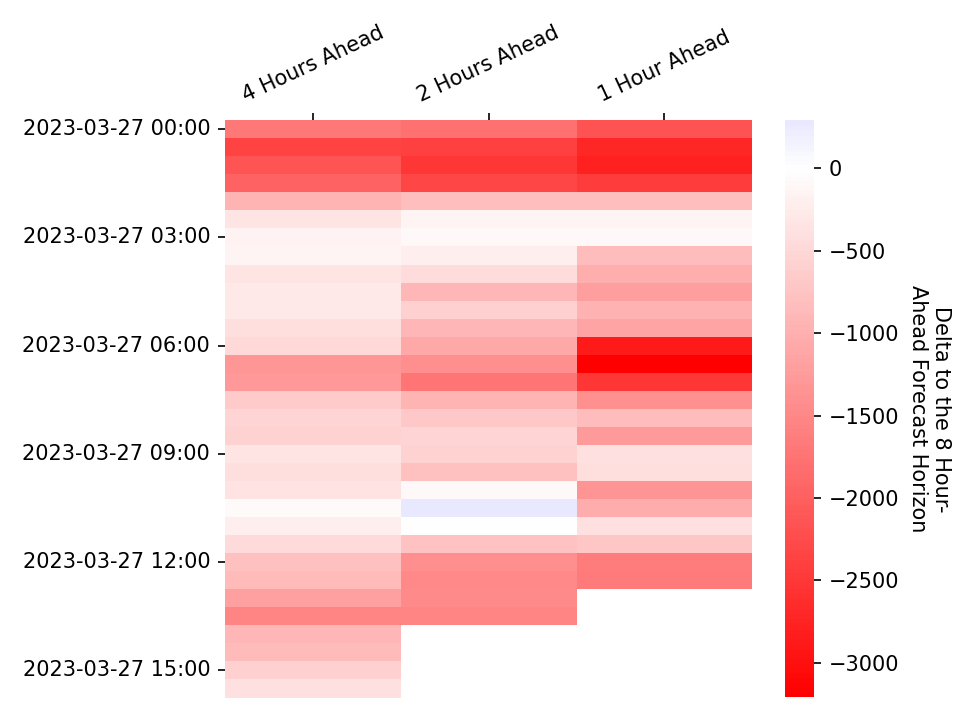 4 Hours Ahead
2 Hours Ahead
1 Hour Ahead
2023-03-27 00:00
2023-03-27 03:00
2023-03-27 06:00
2023-03-27 09:00
2023-03-27 12:00
2023-03-27 15:00
0
−500
−1000
−1500
−2000
−2500
−3000
Delta to the 8 Hour-
Ahead Forecast Horizon